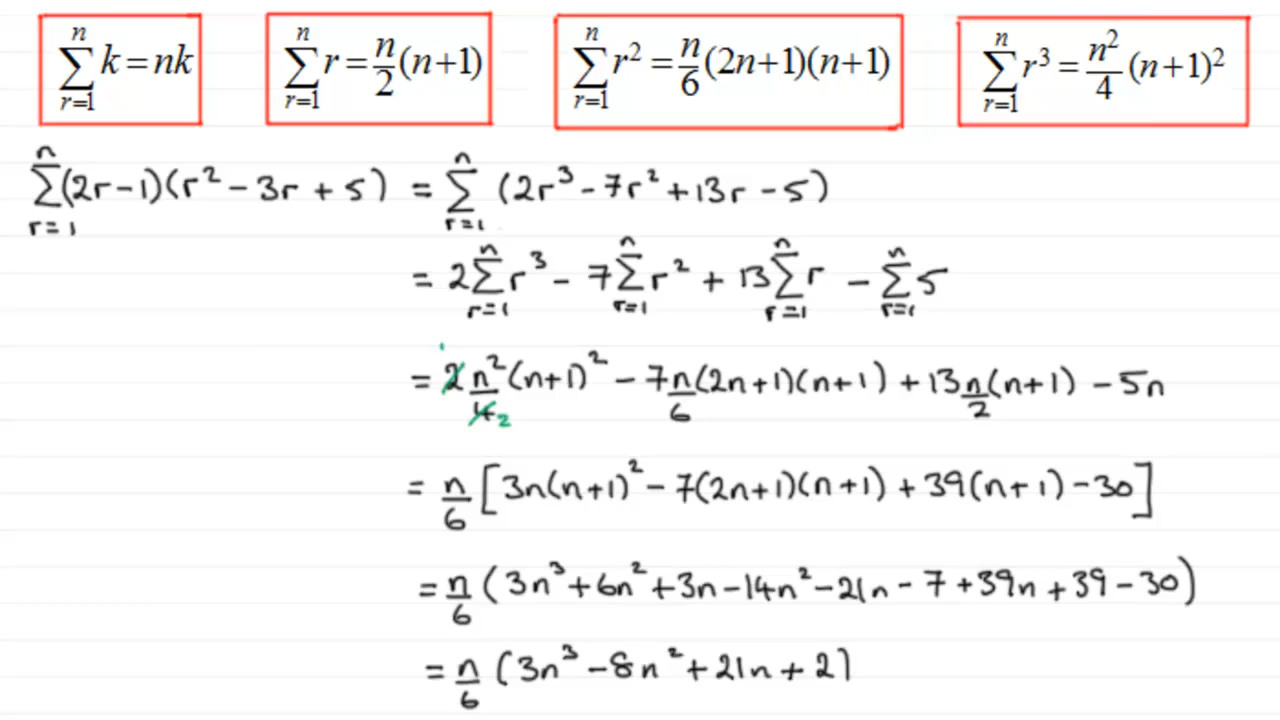 ∑_{r=1}^{n} k = nk   ∑_{r=1}^{n} r = n/2 (n+1)   ∑_{r=1}^{n} r² = n/6 (2n+1)(n+1)   ∑_{r=1}^{n} r³ = n²/4 (n+1)²
∑_{r=1}^{n} (2r-1)(r² - 3r + 5) = ∑_{r=1}^{n} (2r³ - 7r² + 13r - 5)
= 2∑_{r=1}^{n} r³ - 7∑_{r=1}^{n} r² + 13∑_{r=1}^{n} r - ∑_{r=1}^{n} 5
= 1 2 n²/4 2 (n+1)² - 7 n/6 (2n+1)(n+1) + 13 n/2 (n+1) - 5n
= n/6 [3n(n+1)² - 7(2n+1)(n+1) + 39(n+1) - 30]
= n/6 (3n³ + 6n² + 3n - 14n² - 21n - 7 + 39n + 39 - 30)
= n/6 (3n³ - 8n² + 21n + 2)